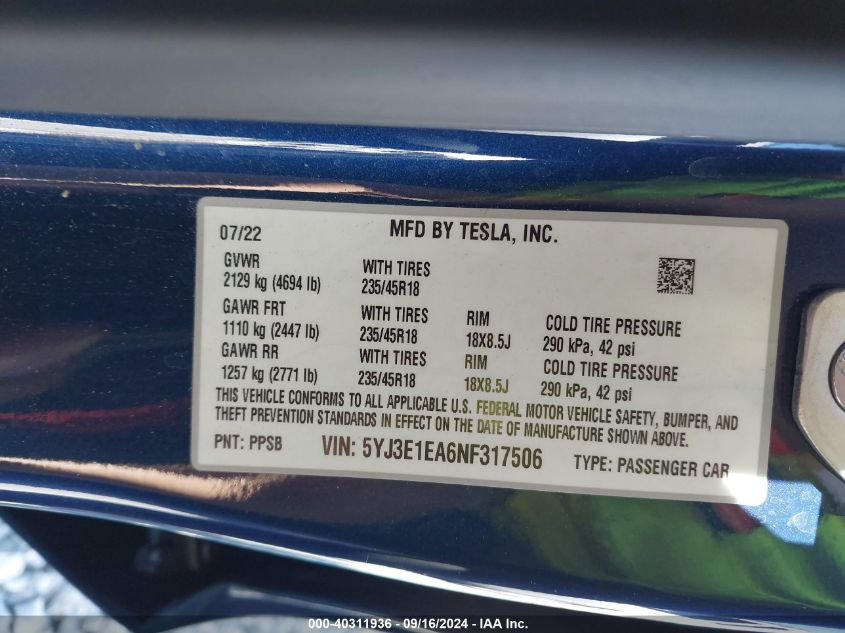 07/22 MFD BY TESLA, INC.
GVWR WITH TIRES
2129 kg (4694 lb) 235/45R18
GAWR FRT WITH TIRES RIM COLD TIRE PRESSURE
1110 kg (2447 lb) 235/45R18 18X8.5J 290 kPa, 42 psi
GAWR RR WITH TIRES RIM COLD TIRE PRESSURE
1257 kg (2771 lb) 235/45R18 18X8.5J 290 kPa, 42 psi
THIS VEHICLE CONFORMS TO ALL APPLICABLE U.S. FEDERAL MOTOR VEHICLE SAFETY, BUMPER, AND
THEFT PREVENTION STANDARDS IN EFFECT ON THE DATE OF MANUFACTURE SHOWN ABOVE.
PNT: PPSB VIN: 5YJ3E1EA6NF317506 TYPE: PASSENGER CAR
000-40311936 - 09/16/2024 - IAA Inc.